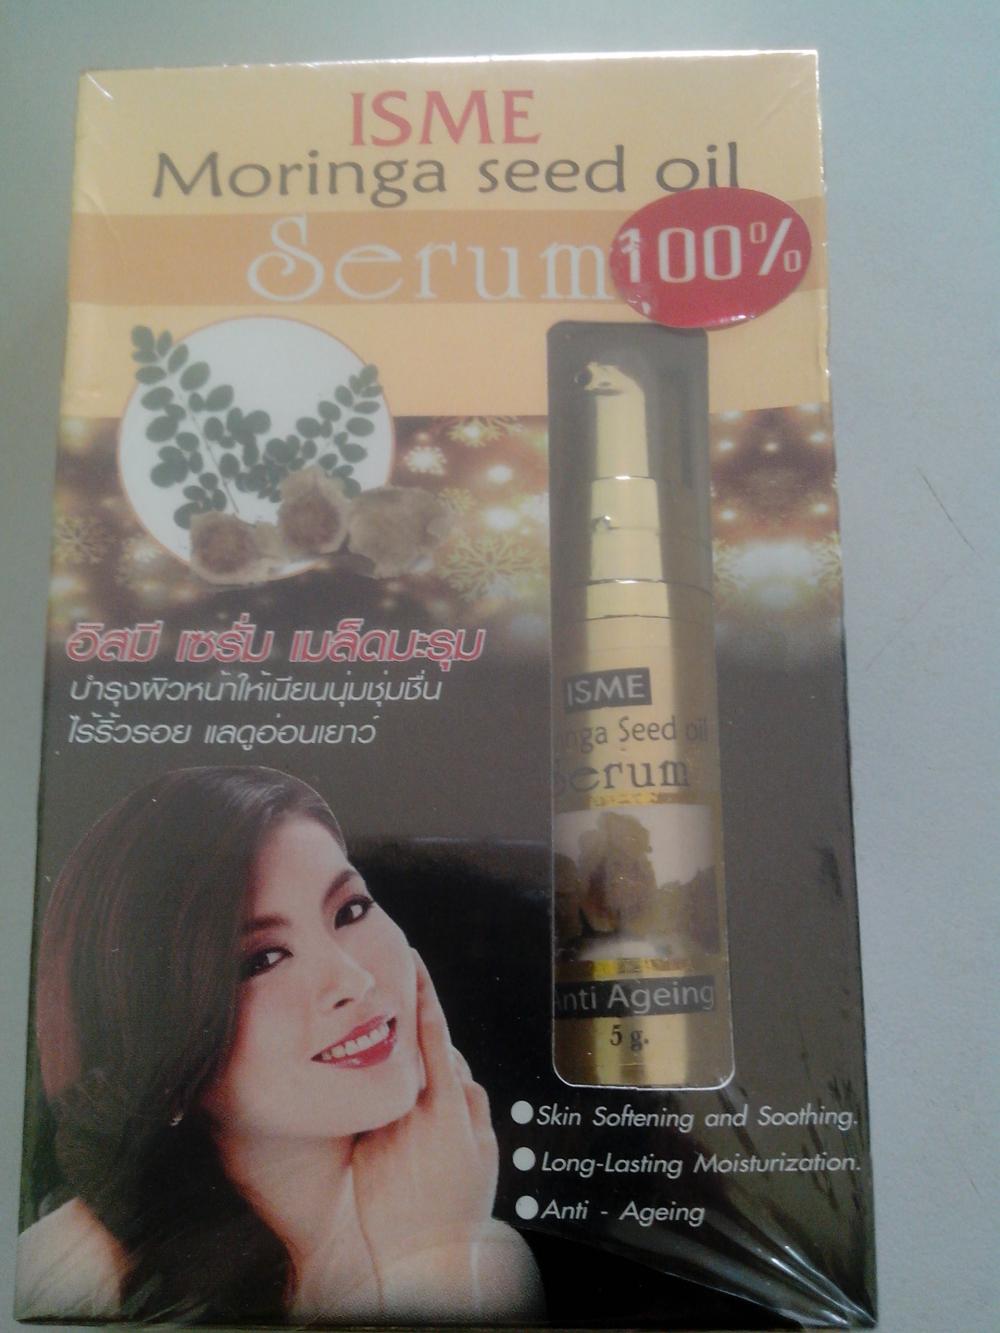 ISME
Moringa seed oil
Serum
100%
อิสมี เซรั่ม เมล็ดมะรุม
บำรุงผิวหน้าให้เนียนนุ่มชุ่มชื่น
ไร้ริ้วรอย แลดูอ่อนเยาว์
ISME
nga Seed oil
Serum
Anti Ageing
5 g.
Skin Softening and Soothing.
Long-Lasting Moisturization.
Anti - Ageing